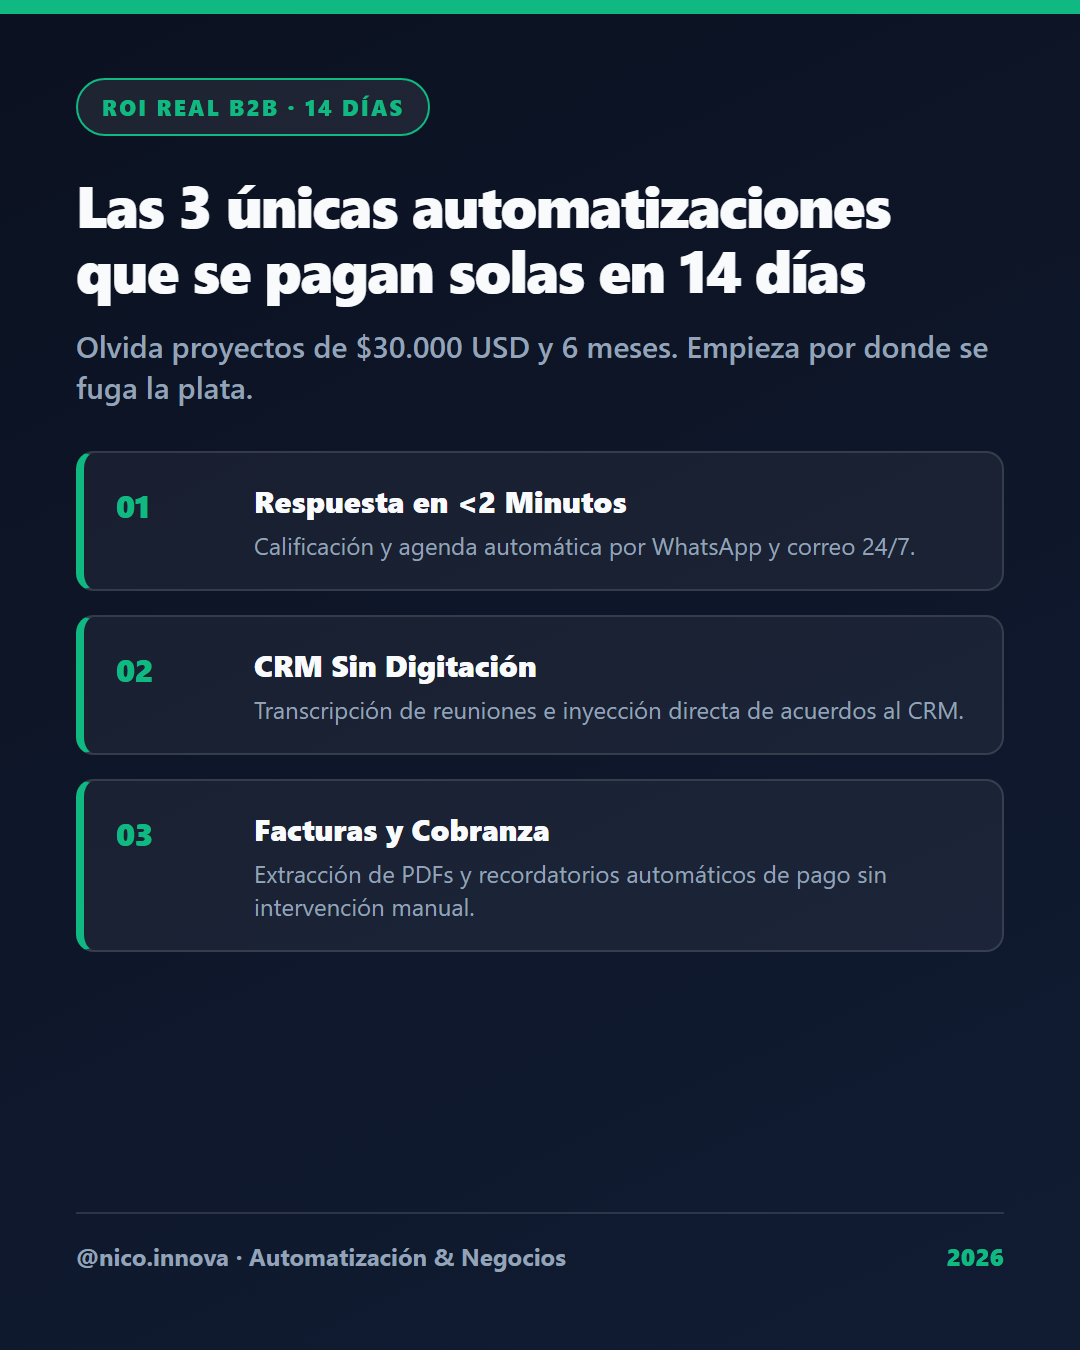 ROI REAL B2B · 14 DÍAS
Las 3 únicas automatizaciones
que se pagan solas en 14 días
Olvida proyectos de $30.000 USD y 6 meses. Empieza por donde se
fuga la plata.
01
Respuesta en <2 Minutos
Calificación y agenda automática por WhatsApp y correo 24/7.
02
CRM Sin Digitación
Transcripción de reuniones e inyección directa de acuerdos al CRM.
03
Facturas y Cobranza
Extracción de PDFs y recordatorios automáticos de pago sin
intervención manual.
@nico.innova · Automatización & Negocios
2026